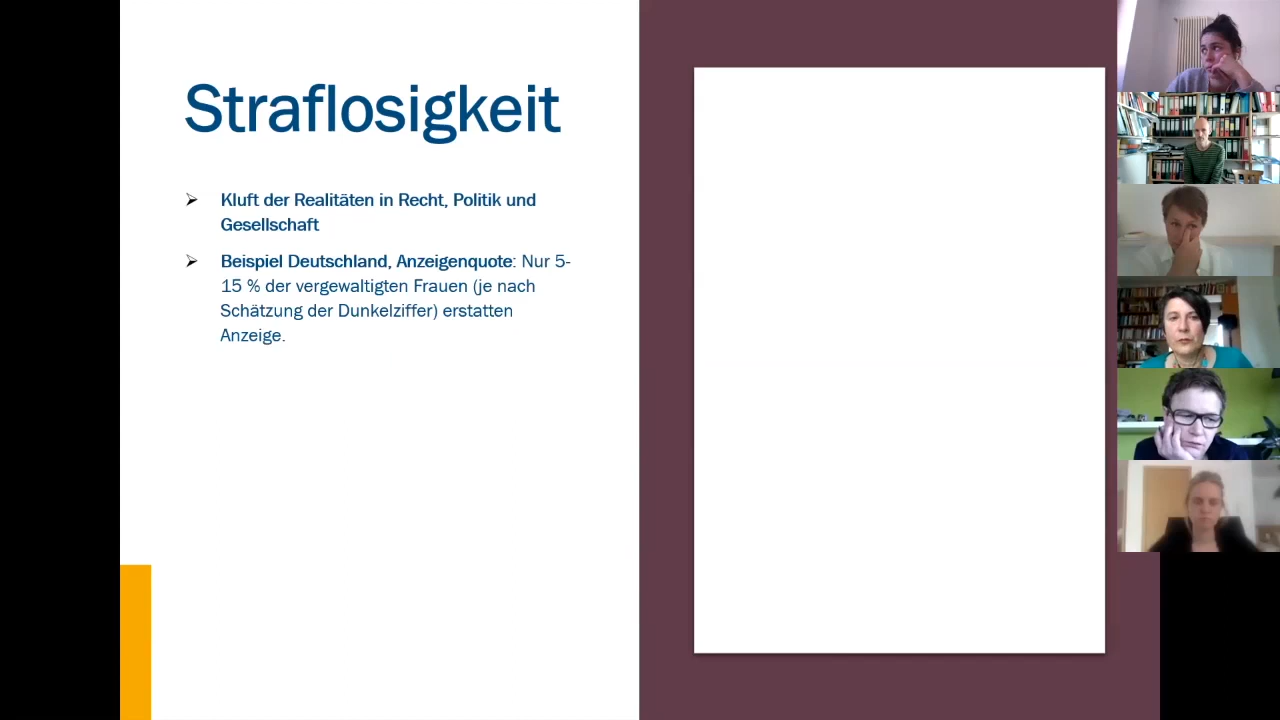 Straflosigkeit
Kluft der Realitäten in Recht, Politik und
Gesellschaft
Beispiel Deutschland, Anzeigenquote: Nur 5-
15 % der vergewaltigten Frauen (je nach
Schätzung der Dunkelziffer) erstatten
Anzeige.